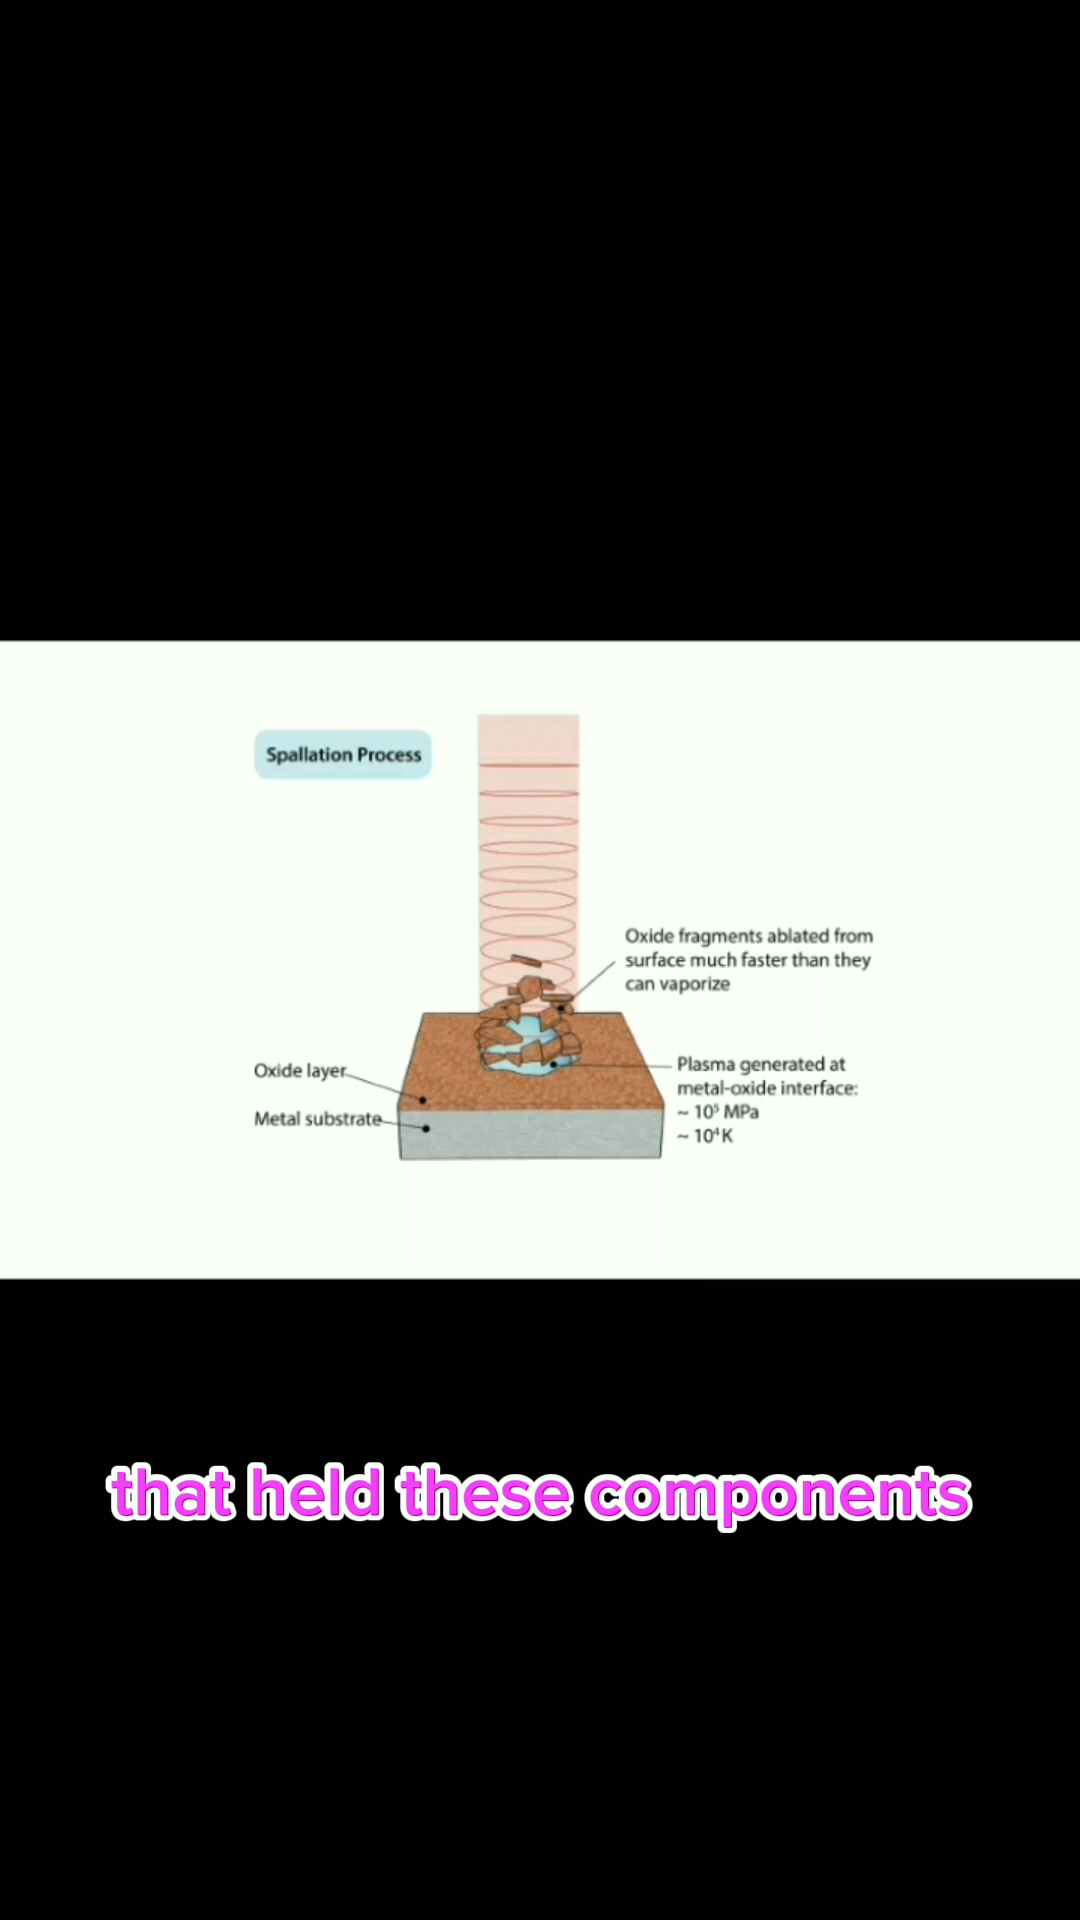 Spallation Process
Oxide fragments ablated from
surface much faster than they
can vaporize
Oxide layer
Metal substrate
Plasma generated at
metal-oxide interface:
~ 10⁵ MPa
~ 10⁴ K
that held these components